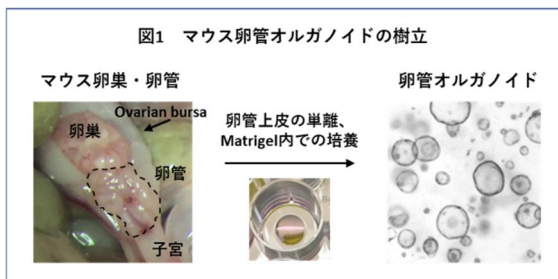 図1　マウス卵管オルガノイドの樹立
マウス卵巣・卵管
Ovarian bursa
卵巣
卵管
子宮
卵管上皮の単離、
Matrigel内での培養
卵管オルガノイド